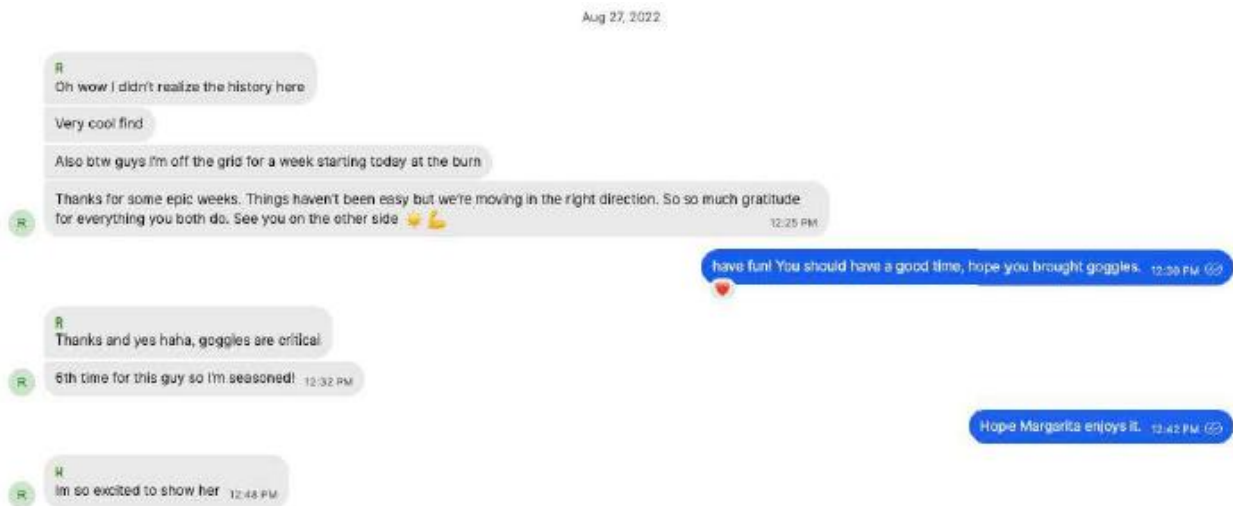 Aug 27, 2022
R
Oh wow I didn't realize the history here
Very cool find
Also btw guys I'm off the grid for a week starting today at the burn
Thanks for some epic weeks. Things haven't been easy but we're moving in the right direction. So so much gratitude
for everything you both do. See you on the other side ☀️💪
12:25 PM
R
have fun! You should have a good time, hope you brought goggles. 12:30 PM
R
Thanks and yes haha, goggles are critical
6th time for this guy so I'm seasoned! 12:32 PM
R
Hope Margarita enjoys it. 12:42 PM
R
Im so excited to show her 12:48 PM
R